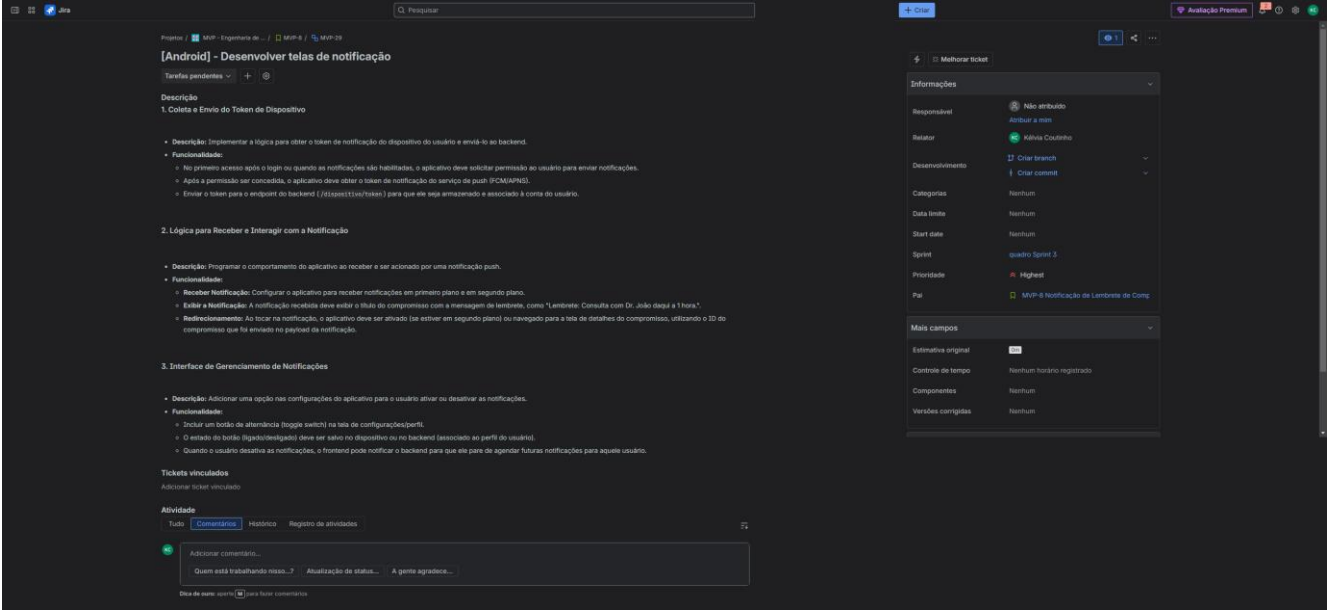 Jira
Pesquisar
+ Criar
Avaliação Premium
KC
Projetos / MVP - Engenharia de ... / MVP-6 / MVP-29
1
[Android] - Desenvolver telas de notificação
Tarefas pendentes
Melhorar ticket
Descrição
1. Coleta e Envio do Token de Dispositivo
• Descrição: Implementar a lógica para obter o token de notificação do dispositivo do usuário e enviá-lo ao backend.
• Funcionalidade:
No primeiro acesso após o login ou quando as notificações são habilitadas, o aplicativo deve solicitar permissão ao usuário para enviar notificações.
Após a permissão ser concedida, o aplicativo deve obter o token de notificação do serviço de push (FCM/APNS).
Enviar o token para o endpoint do backend (/dispositivo/token) para que ele seja armazenado e associado à conta do usuário.
2. Lógica para Receber e Interagir com a Notificação
• Descrição: Programar o comportamento do aplicativo ao receber e ser acionado por uma notificação push.
• Funcionalidade:
Receber Notificação: Configurar o aplicativo para receber notificações em primeiro plano e em segundo plano.
Exibir a Notificação: A notificação recebida deve exibir o título do compromisso com a mensagem de lembrete, como "Lembrete: Consulta com Dr. João daqui a 1 hora.".
Redirecionamento: Ao tocar na notificação, o aplicativo deve ser ativado (se estiver em segundo plano) ou navegado para a tela de detalhes do compromisso, utilizando o ID do
compromisso que foi enviado no payload da notificação.
3. Interface de Gerenciamento de Notificações
• Descrição: Adicionar uma opção nas configurações do aplicativo para o usuário ativar ou desativar as notificações.
• Funcionalidade:
Incluir um botão de alternância (toggle switch) na tela de configurações/perfil.
O estado do botão (ligado/desligado) deve ser salvo no dispositivo ou no backend (associado ao perfil do usuário).
Quando o usuário desativa as notificações, o frontend pode notificar o backend para que ele pare de agendar futuras notificações para aquele usuário.
Tickets vinculados
Adicionar ticket vinculado
Atividade
Tudo Comentários Histórico Registro de atividades
KC
Adicionar comentário...
Quem está trabalhando nisso...? Atualização de status... A gente agradece...
Dica de ouro: aperte M para fazer comentários
Informações
Responsável Não atribuído
Atribuir a mim
Relator KC Kélvia Coutinho
Desenvolvimento Criar branch
Criar commit
Categorias Nenhum
Data limite Nenhum
Start date Nenhum
Sprint quadro Sprint 3
Prioridade Highest
Pai MVP-6 Notificação de Lembrete de Comp
Mais campos
Estimativa original 0m
Controle de tempo Nenhum horário registrado
Componentes Nenhum
Versões corrigidas Nenhum